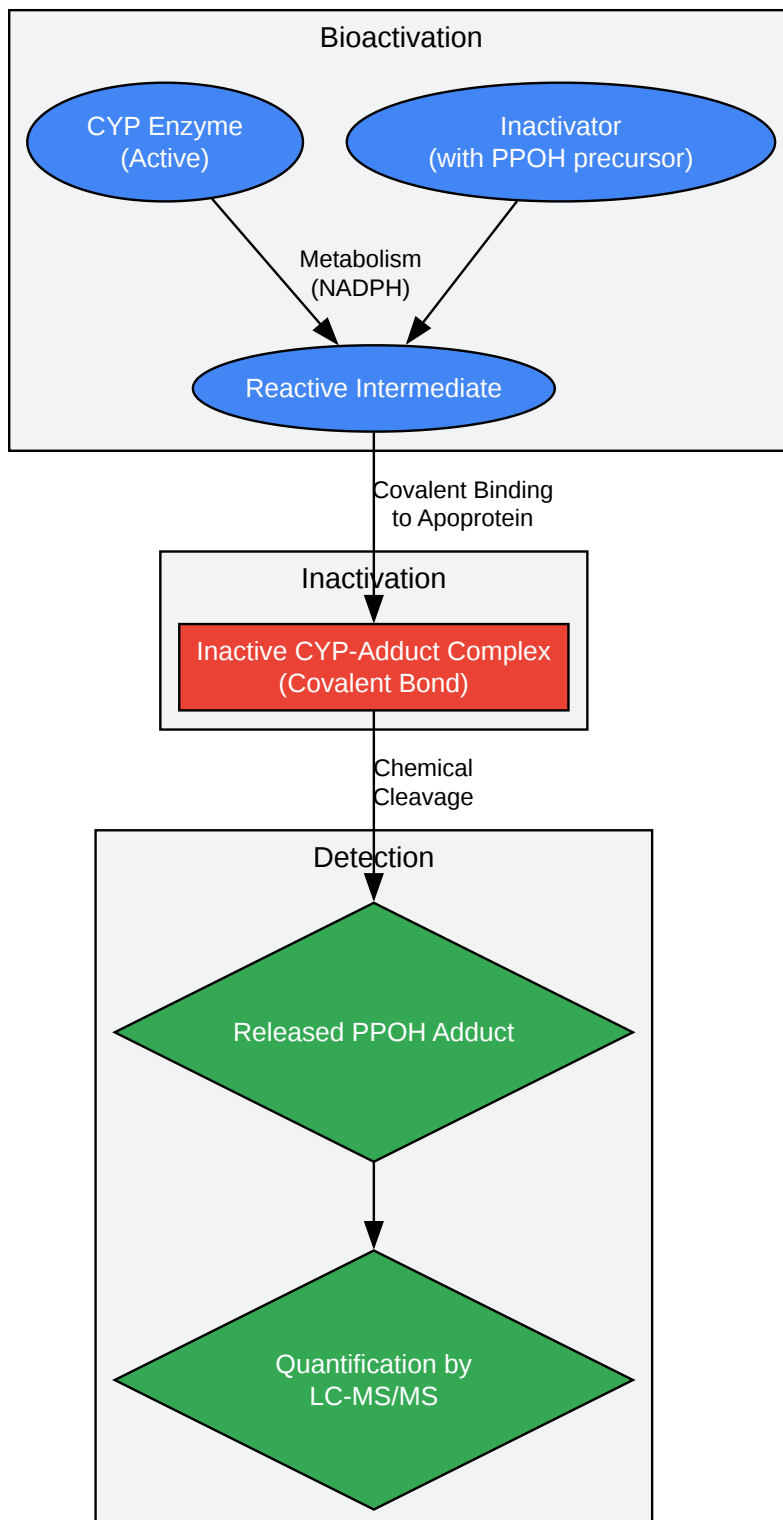 Bioactivation
CYP Enzyme
(Active)
Inactivator
(with PPOH precursor)
Metabolism
(NADPH)
Reactive Intermediate
Covalent Binding
to Apoprotein
Inactivation
Inactive CYP-Adduct Complex
(Covalent Bond)
Chemical
Cleavage
Detection
Released PPOH Adduct
Quantification by
LC-MS/MS